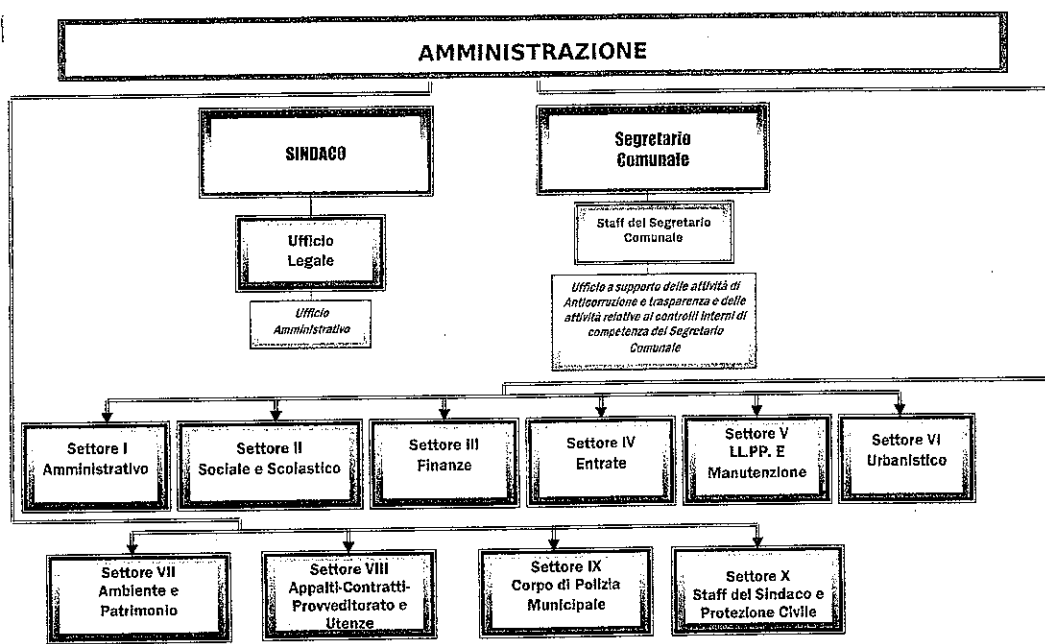 AMMINISTRAZIONE
SINDACO
Segretario
Comunale
Ufficio
Legale
Staff del Segretario
Comunale
Ufficio
Amministrativo
Ufficio a supporto delle attività di
Anticorruzione e trasparenza e delle
attività relative ai controlli interni di
competenza del Segretario
Comunale
Settore I
Amministrativo
Settore II
Sociale e Scolastico
Settore III
Finanze
Settore IV
Entrate
Settore V
LL.PP. E
Manutenzione
Settore VI
Urbanistico
Settore VII
Ambiente e
Patrimonio
Settore VIII
Appalti-Contratti-
Provveditorato e
Utenze
Settore IX
Corpo di Polizia
Municipale
Settore X
Staff del Sindaco e
Protezione Civile